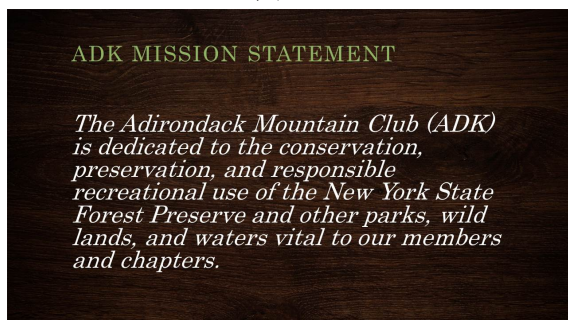 ADK MISSION STATEMENT
The Adirondack Mountain Club (ADK)
is dedicated to the conservation,
preservation, and responsible
recreational use of the New York State
Forest Preserve and other parks, wild
lands, and waters vital to our members
and chapters.